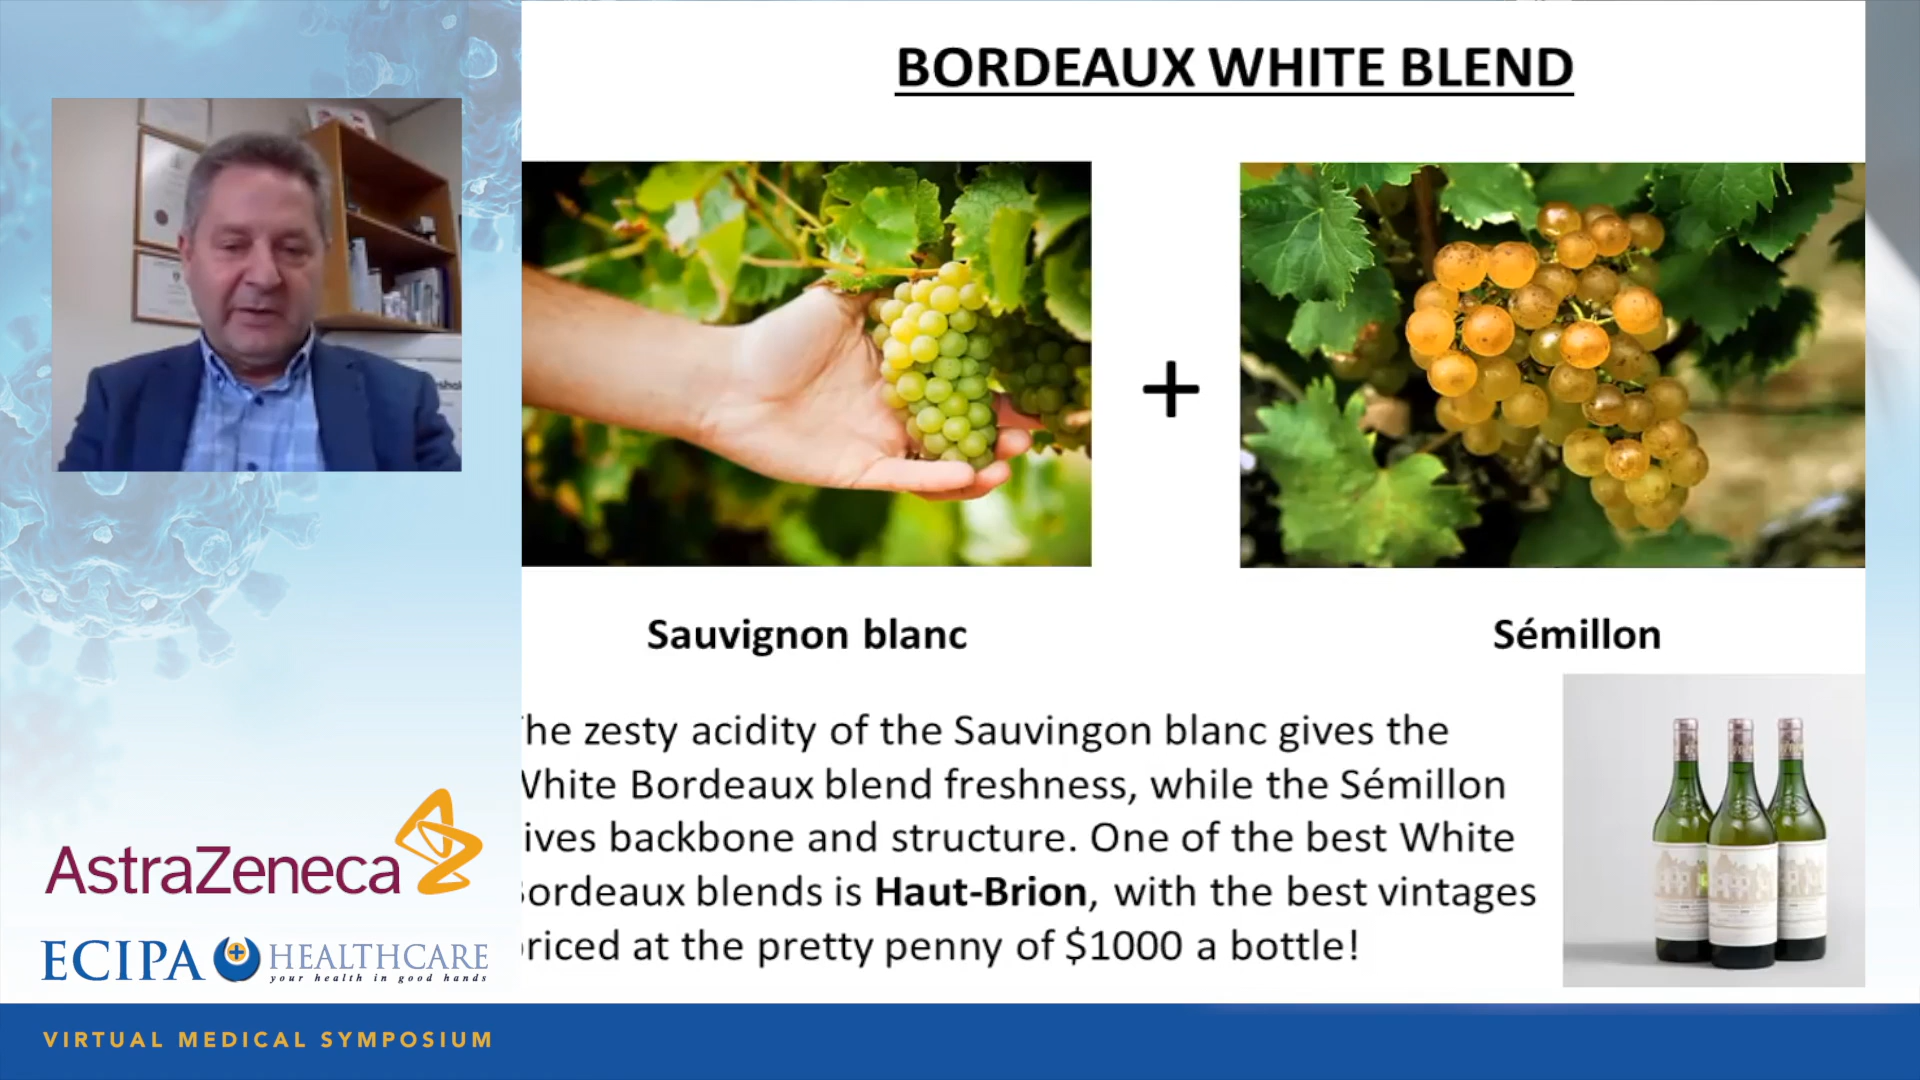 BORDEAUX WHITE BLEND
+
Sauvignon blanc
Sémillon
he zesty acidity of the Sauvingon blanc gives the
White Bordeaux blend freshness, while the Sémillon
ives backbone and structure. One of the best White
ordeaux blends is Haut-Brion, with the best vintages
riced at the pretty penny of $1000 a bottle!
AstraZeneca
ECIPA HEALTHCARE
your health in good hands
VIRTUAL MEDICAL SYMPOSIUM